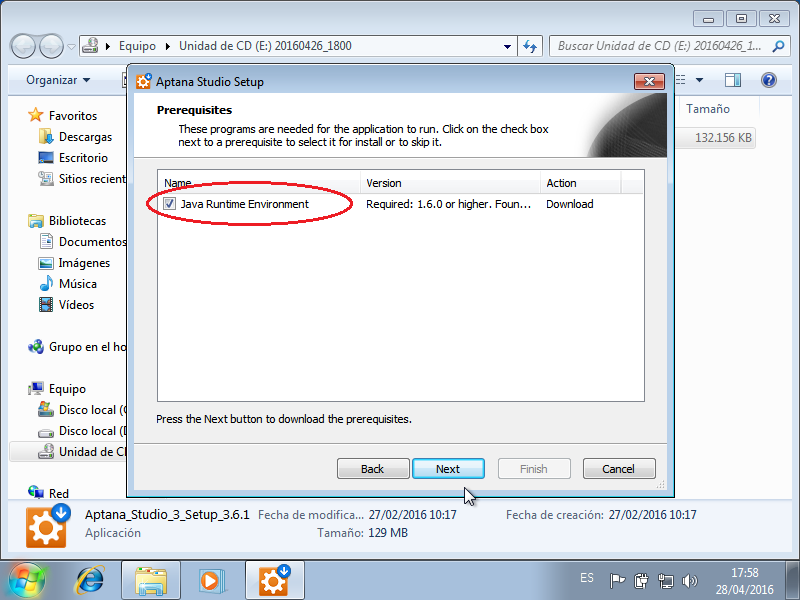 Equipo
Unidad de CD (E:) 20160426_1800
Buscar Unidad de CD (E:) 20160426_1...
Organizar
Aptana Studio Setup
Prerequisites
These programs are needed for the application to run. Click on the check box
next to a prerequisite to select it for install or to skip it.
Name Version Action
Java Runtime Environment Required: 1.6.0 or higher. Foun... Download
Press the Next button to download the prerequisites.
Back Next Finish Cancel
Tamaño
132.156 KB
Favoritos
Descargas
Escritorio
Sitios recient
Bibliotecas
Documentos
Imágenes
Música
Vídeos
Grupo en el ho
Equipo
Disco local (
Disco local (
Unidad de C
Red
Aptana_Studio_3_Setup_3.6.1 Fecha de modifica... 27/02/2016 10:17 Fecha de creación: 27/02/2016 10:17
Aplicación Tamaño: 129 MB
ES
17:58
28/04/2016